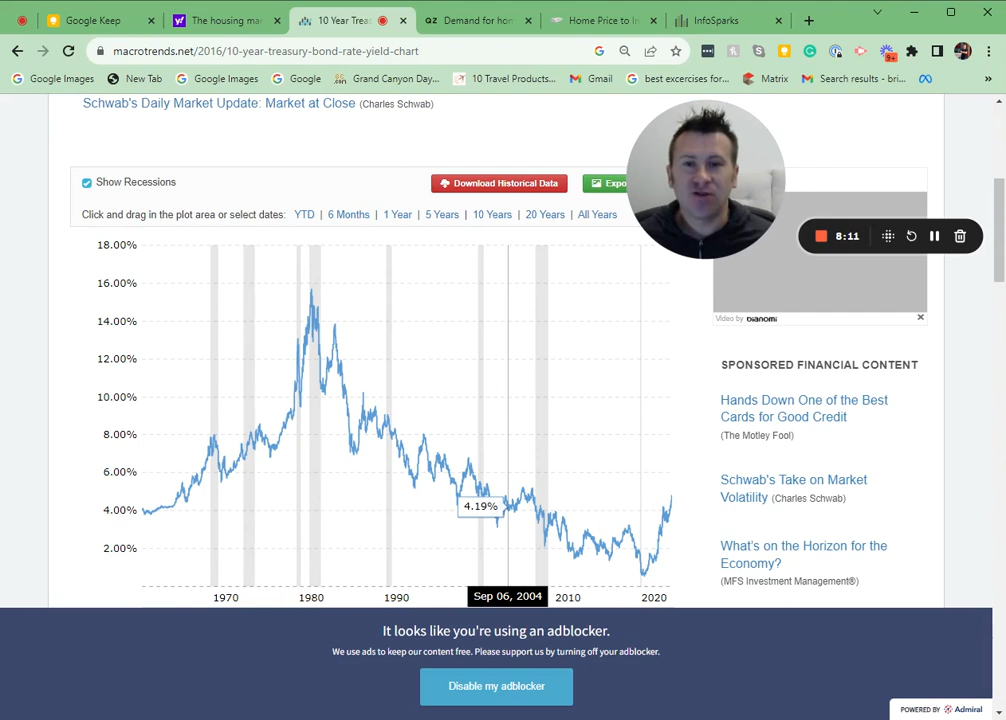 Google Keep
The housing mar
10 Year Trea
QZ Demand for hom
Home Price to In
InfoSparks
macrotrends.net/2016/10-year-treasury-bond-rate-yield-chart
9+
Google Images
New Tab
Google Images
Google
Grand Canyon Day...
10 Travel Products...
Gmail
best excercises for...
Matrix
Search results - bri...
Schwab's Daily Market Update: Market at Close (Charles Schwab)
Show Recessions
Download Historical Data
Expo
Click and drag in the plot area or select dates: YTD | 6 Months | 1 Year | 5 Years | 10 Years | 20 Years | All Years
8:11
18.00%
16.00%
14.00%
12.00%
10.00%
8.00%
6.00%
4.00%
2.00%
4.19%
1970
1980
1990
Sep 06, 2004
2010
2020
Video by Dianomi
SPONSORED FINANCIAL CONTENT
Hands Down One of the Best
Cards for Good Credit
(The Motley Fool)
Schwab's Take on Market
Volatility (Charles Schwab)
What's on the Horizon for the
Economy?
(MFS Investment Management®)
It looks like you're using an adblocker.
We use ads to keep our content free. Please support us by turning off your adblocker.
Disable my adblocker
POWERED BY Admiral